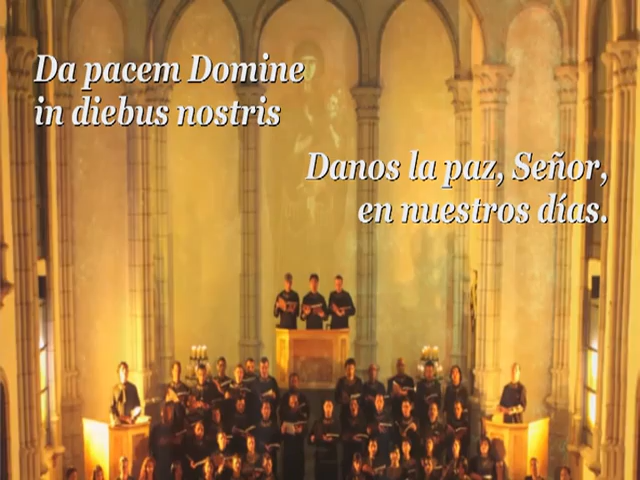 Da pacem Domine
in diebus nostris
Danos la paz, Señor,
en nuestros días.